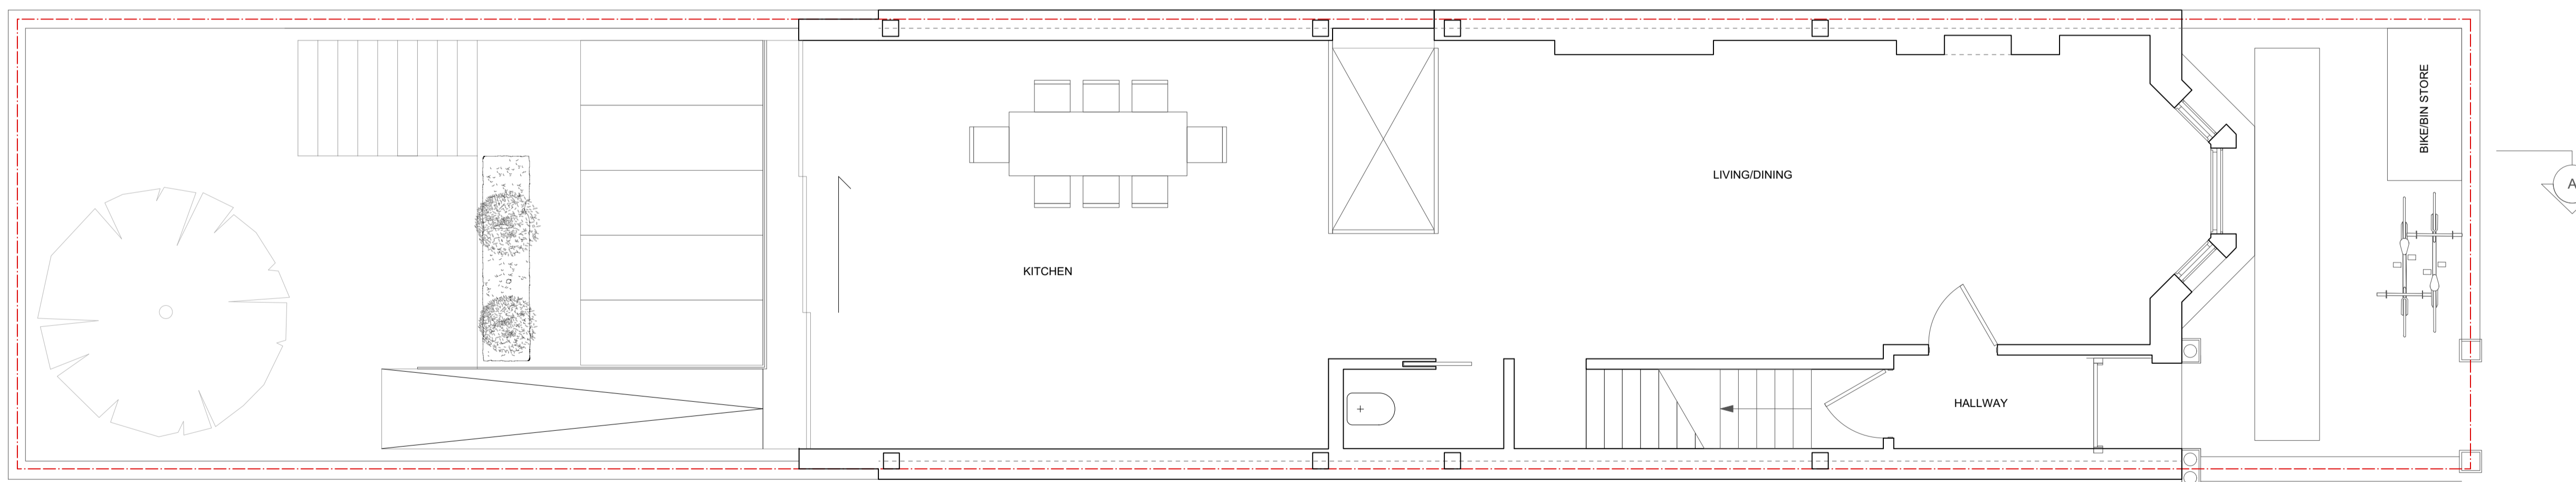 KITCHEN
LIVING/DINING
HALLWAY
BIKE/BIN STORE
A